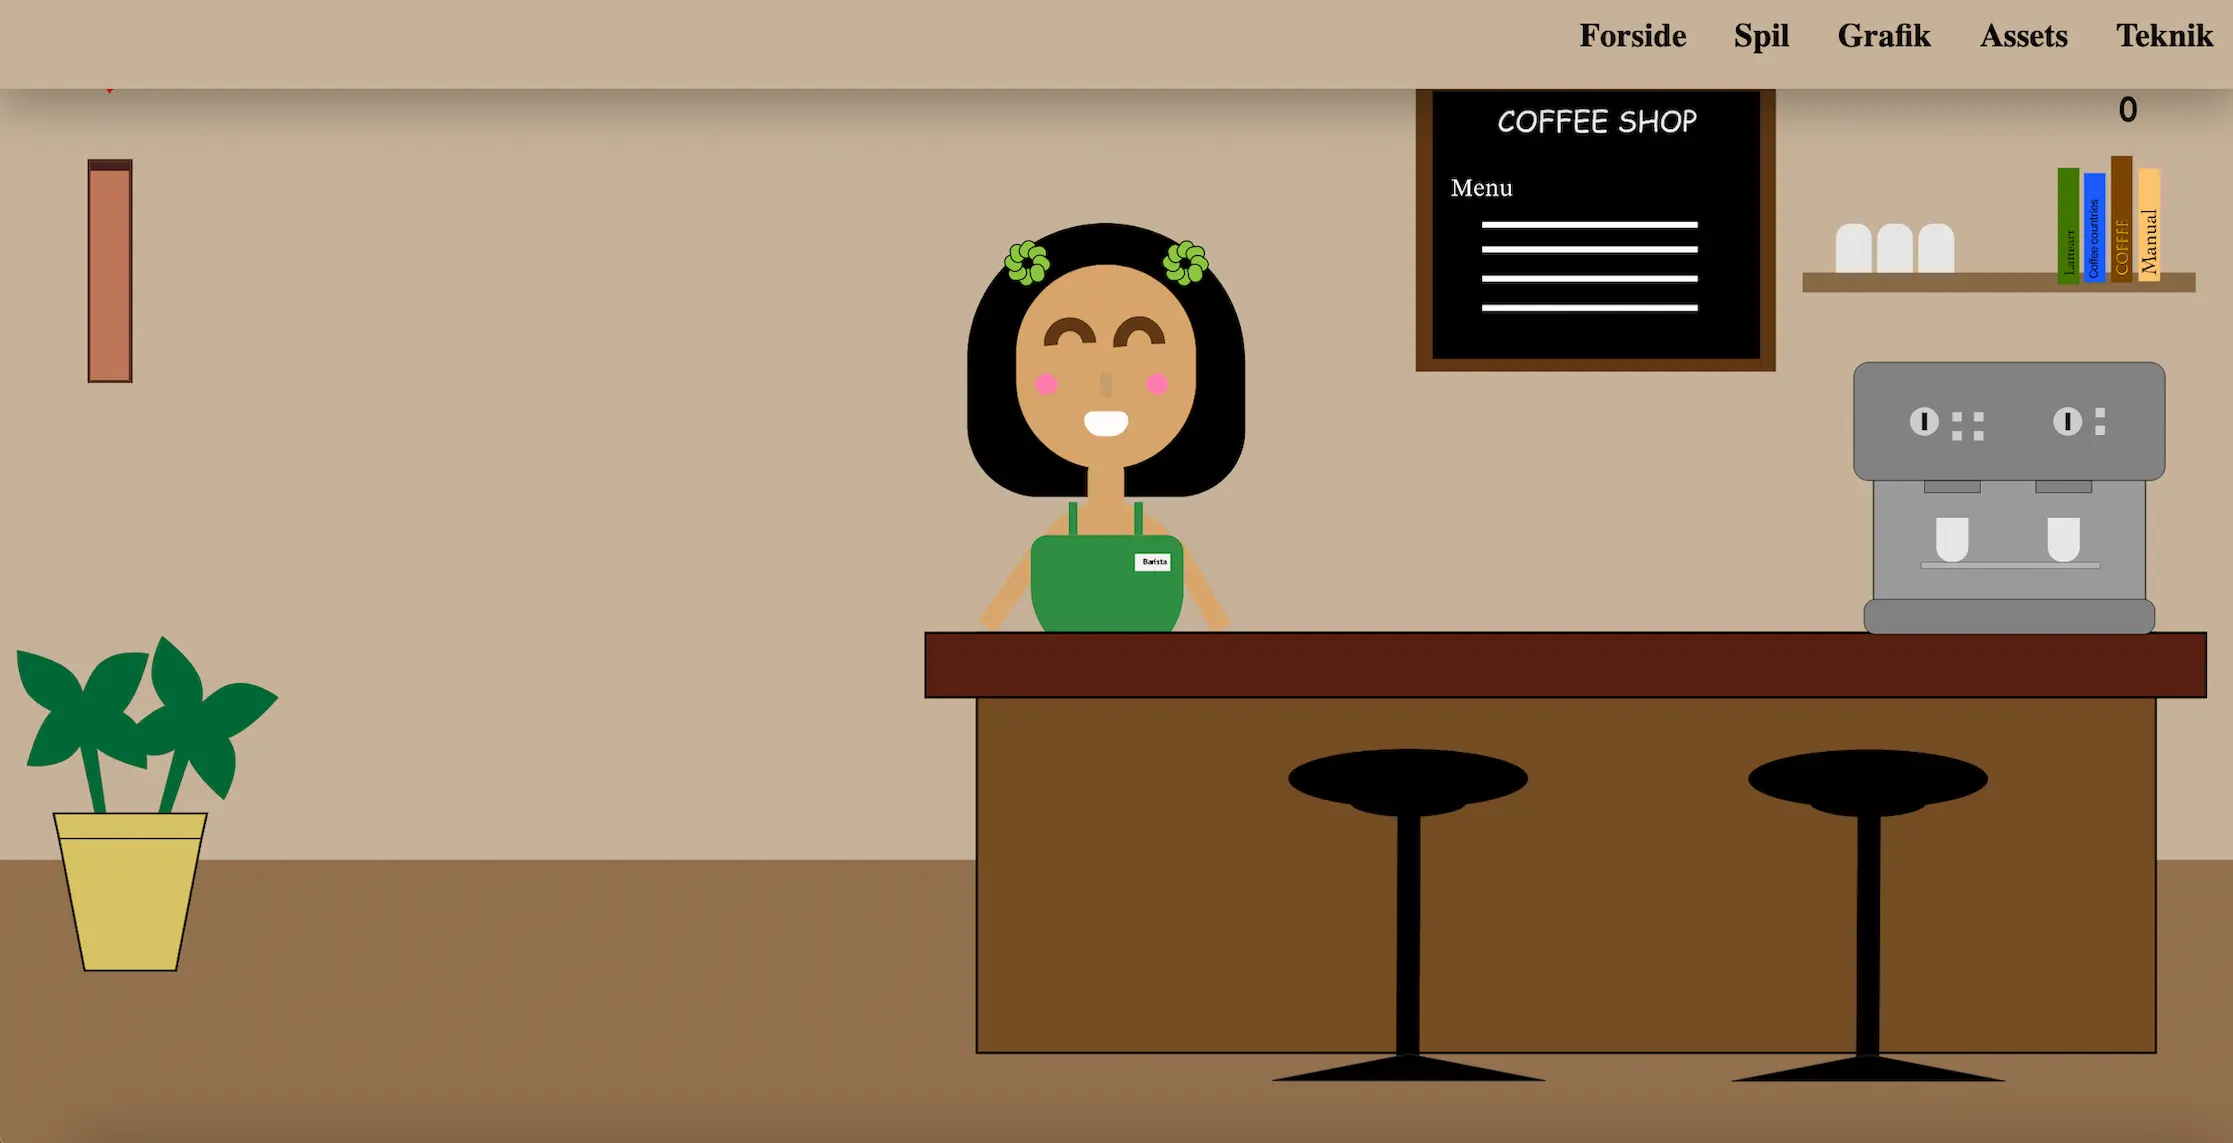 Forside Spil Grafik Assets Teknik
0
COFFEE SHOP
Menu
Latteart
Coffee countries
COFFEE
Manual
Barista